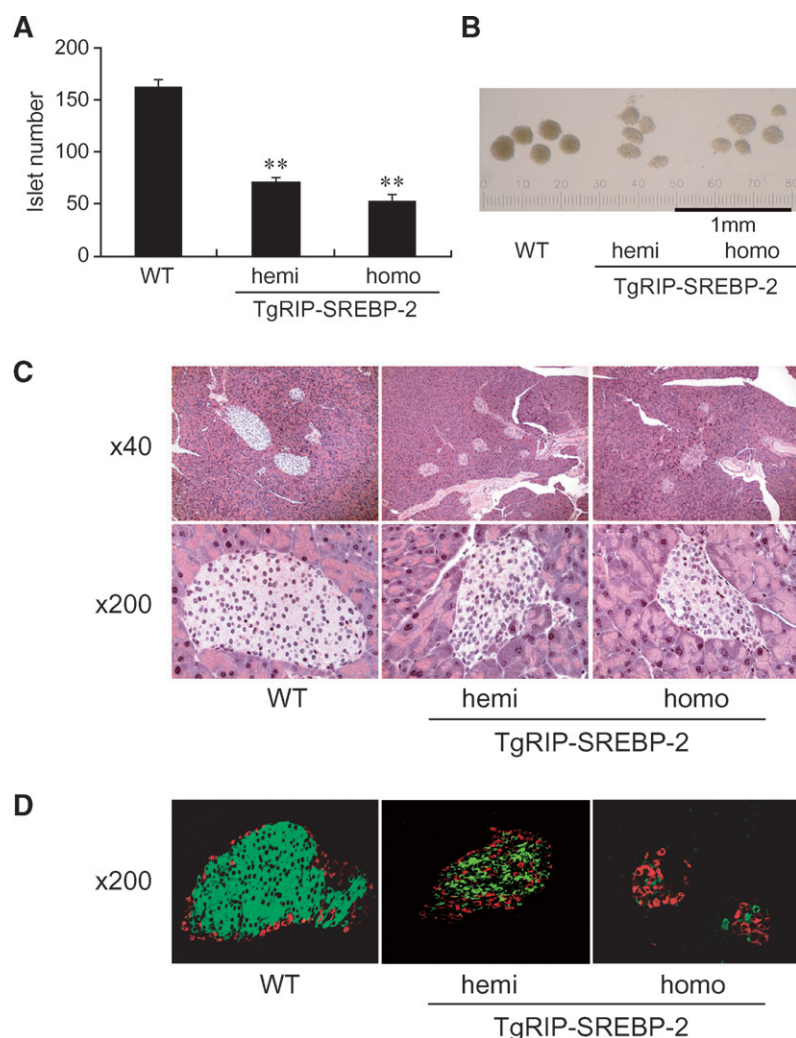 A
200
150
100
50
0
Islet number
**
**
WT
hemi
homo
TgRIP-SREBP-2
B
0 10 20 30 40 50 60 70 80
1mm
WT
hemi
homo
TgRIP-SREBP-2
C
x40
x200
WT
hemi
homo
TgRIP-SREBP-2
D
x200
WT
hemi
homo
TgRIP-SREBP-2